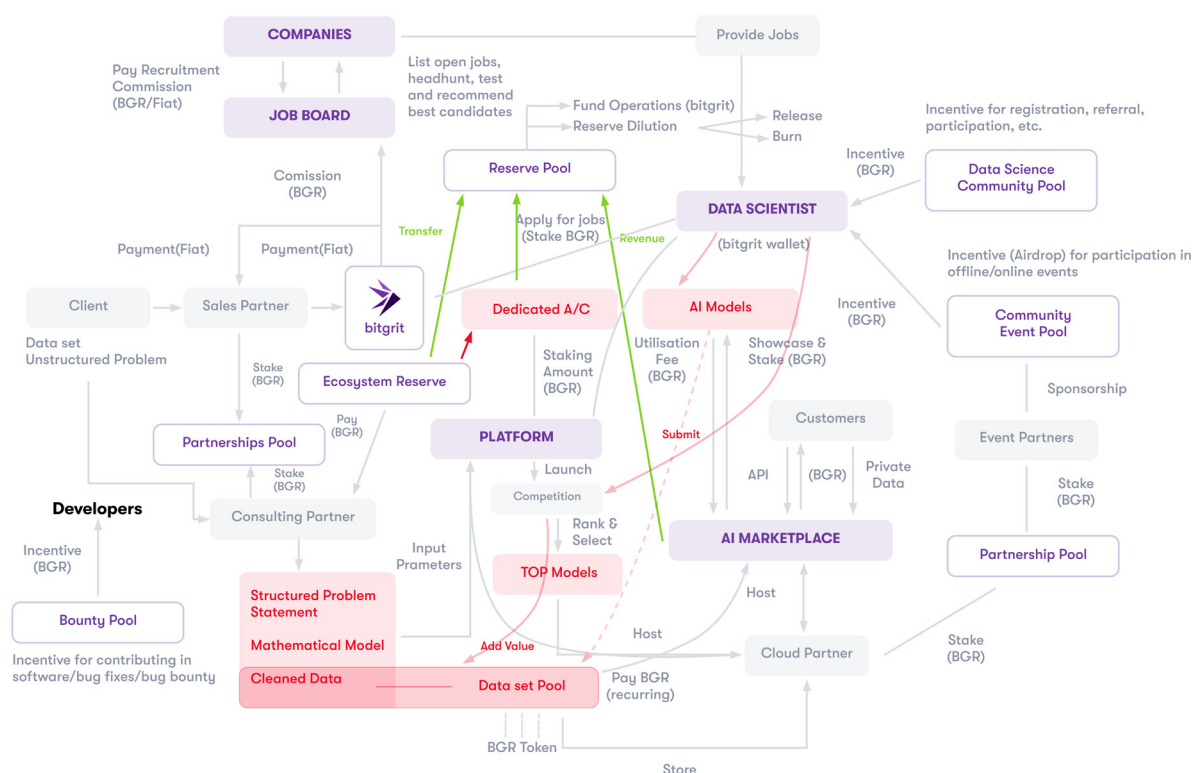 COMPANIES
Provide Jobs
Pay Recruitment
Commission
(BGR/Fiat)
List open jobs,
headhunt, test
and recommend
best candidates
JOB BOARD
Fund Operations (bitgrit)
Reserve Dilution
Release
Burn
Incentive for registration, referral,
participation, etc.
Reserve Pool
Incentive
(BGR)
Data Science
Community Pool
Comission
(BGR)
DATA SCIENTIST
(bitgrit wallet)
Transfer
Apply for jobs
(Stake BGR)
Revenue
Payment(Fiat)
Payment(Fiat)
Incentive (Airdrop) for participation in
offline/online events
Client
Sales Partner
bitgrit
Dedicated A/C
AI Models
Incentive
(BGR)
Community
Event Pool
Data set
Unstructured Problem
Stake
(BGR)
Ecosystem Reserve
Staking
Amount
(BGR)
Utilisation
Fee
(BGR)
Showcase &
Stake (BGR)
Sponsorship
Pay
(BGR)
Partnerships Pool
PLATFORM
Submit
Customers
Event Partners
Launch
Stake
(BGR)
Competition
API
(BGR)
Private
Data
Stake
(BGR)
Developers
Consulting Partner
Rank &
Select
AI MARKETPLACE
Partnership Pool
Incentive
(BGR)
Input
Prameters
TOP Models
Structured Problem
Statement
Host
Bounty Pool
Mathematical Model
Add Value
Host
Cloud Partner
Stake
(BGR)
Incentive for contributing in
software/bug fixes/bug bounty
Cleaned Data
Data set Pool
Pay BGR
(recurring)
BGR Token
Store